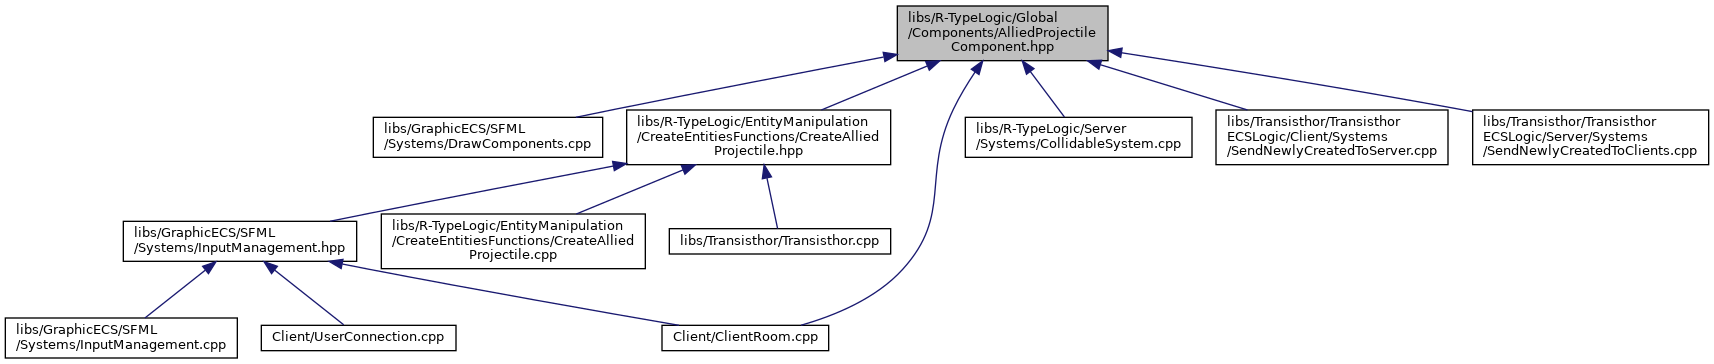 libs/R-TypeLogic/Global
/Components/AlliedProjectile
Component.hpp
libs/GraphicECS/SFML
/Systems/DrawComponents.cpp
libs/R-TypeLogic/EntityManipulation
/CreateEntitiesFunctions/CreateAllied
Projectile.hpp
libs/R-TypeLogic/Server
/Systems/CollidableSystem.cpp
libs/Transisthor/Transisthor
ECSLogic/Client/Systems
/SendNewlyCreatedToServer.cpp
libs/Transisthor/Transisthor
ECSLogic/Server/Systems
/SendNewlyCreatedToClients.cpp
libs/GraphicECS/SFML
/Systems/InputManagement.hpp
libs/R-TypeLogic/EntityManipulation
/CreateEntitiesFunctions/CreateAllied
Projectile.cpp
libs/Transisthor/Transisthor.cpp
libs/GraphicECS/SFML
/Systems/InputManagement.cpp
Client/UserConnection.cpp
Client/ClientRoom.cpp